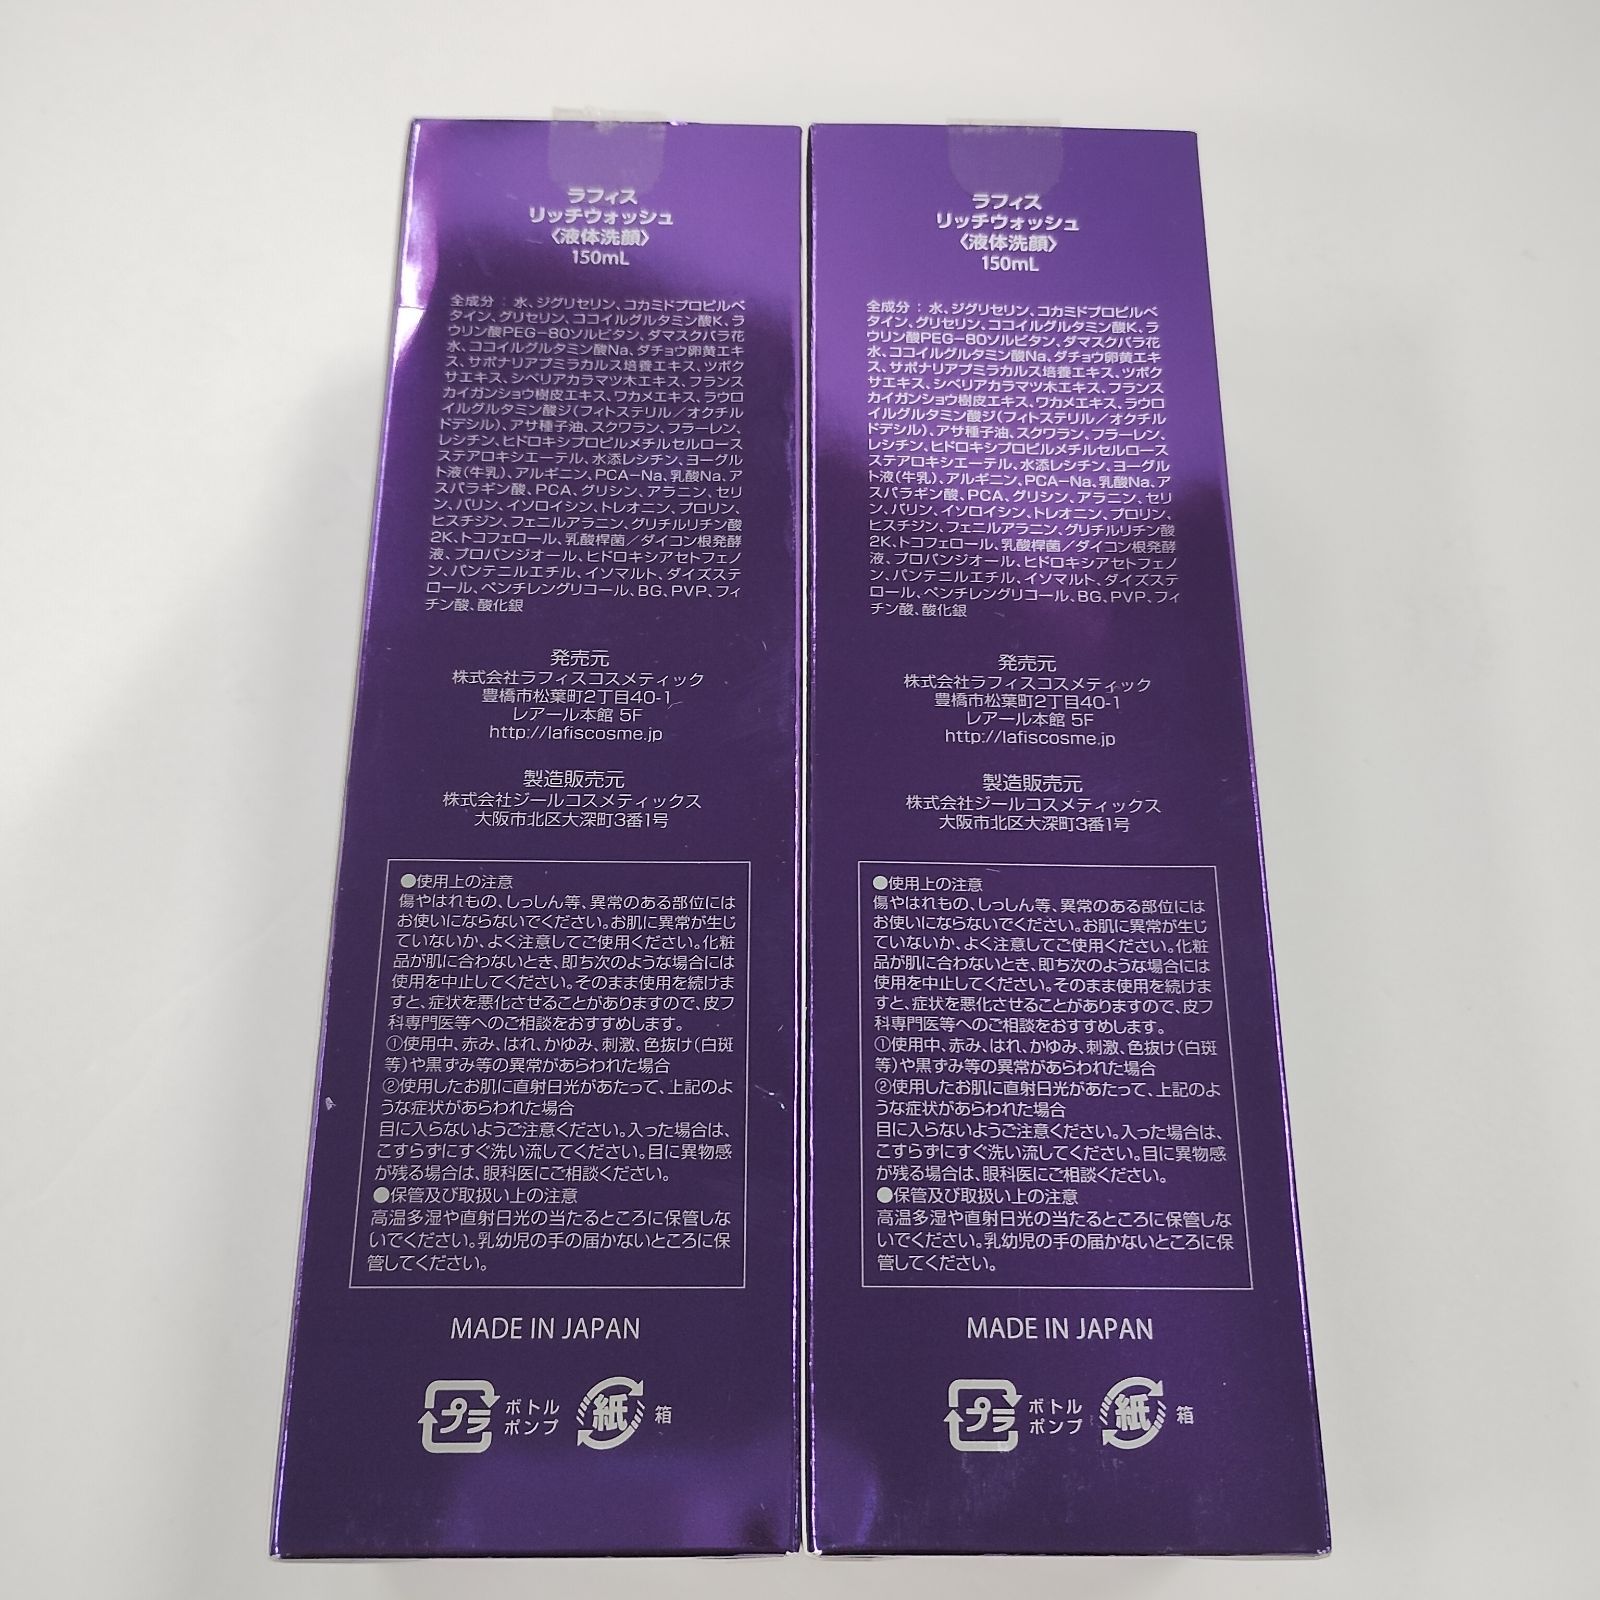 ラフィス
リッチウォッシュ
〈液体洗顔〉
150mL
全成分 : 水、ジグリセリン、コカミドプロピルベ
タイン、グリセリン、ココイルグルタミン酸K、ラ
ウリン酸PEG-80ソルビタン、ダマスクバラ花
水、ココイルグルタミン酸Na、ダチョウ卵黄エキ
ス、サポナリアプミラカルス培養エキス、ツボク
サエキス、シベリアカラマツ木エキス、フランス
カイガンショウ樹皮エキス、ワカメエキス、ラウロ
イルグルタミン酸ジ(フィトステリル/オクチル
ドデシル)、アサ種子油、スクワラン、フラーレン、
レシチン、ヒドロキシプロピルメチルセルロース
ステアロキシエーテル、水添レシチン、ヨーグル
ト液(牛乳)、アルギニン、PCA-Na、乳酸Na、ア
スパラギン酸、PCA、グリシン、アラニン、セリ
ン、バリン、イソロイシン、トレオニン、プロリン、
ヒスチジン、フェニルアラニン、グリチルリチン酸
2K、トコフェロール、乳酸桿菌/ダイコン根発酵
液、プロパンジオール、ヒドロキシアセトフェノ
ン、パンテニルエチル、イソマルト、ダイズステ
ロール、ペンチレングリコール、BG、PVP、フィ
チン酸、酸化銀
発売元
株式会社ラフィスコスメティック
豊橋市松葉町2丁目40-1
レアール本館 5F
http://lafiscosme.jp
製造販売元
株式会社ジールコスメティックス
大阪市北区大深町3番1号
●使用上の注意
傷やはれもの、しっしん等、異常のある部位には
お使いにならないでください。お肌に異常が生じ
ていないか、よく注意してご使用ください。化粧
品が肌に合わないとき、即ち次のような場合には
使用を中止してください。そのまま使用を続けま
すと、症状を悪化させることがありますので、皮フ
科専門医等へのご相談をおすすめします。
①使用中、赤み、はれ、かゆみ、刺激、色抜け(白斑
等)や黒ずみ等の異常があらわれた場合
②使用したお肌に直射日光があたって、上記のよ
うな症状があらわれた場合
目に入らないようご注意ください。入った場合は、
こすらずにすぐ洗い流してください。目に異物感
が残る場合は、眼科医にご相談ください。
●保管及び取扱い上の注意
高温多湿や直射日光の当たるところに保管しな
いでください。乳幼児の手の届かないところに保
管してください。
MADE IN JAPAN
プラ
ボトル
ポンプ
紙
箱
ラフィス
リッチウォッシュ
〈液体洗顔〉
150mL
全成分 : 水、ジグリセリン、コカミドプロピルベ
タイン、グリセリン、ココイルグルタミン酸K、ラ
ウリン酸PEG-80ソルビタン、ダマスクバラ花
水、ココイルグルタミン酸Na、ダチョウ卵黄エキ
ス、サポナリアプミラカルス培養エキス、ツボク
サエキス、シベリアカラマツ木エキス、フランス
カイガンショウ樹皮エキス、ワカメエキス、ラウロ
イルグルタミン酸ジ(フィトステリル/オクチル
ドデシル)、アサ種子油、スクワラン、フラーレン、
レシチン、ヒドロキシプロピルメチルセルロース
ステアロキシエーテル、水添レシチン、ヨーグル
ト液(牛乳)、アルギニン、PCA-Na、乳酸Na、ア
スパラギン酸、PCA、グリシン、アラニン、セリ
ン、バリン、イソロイシン、トレオニン、プロリン、
ヒスチジン、フェニルアラニン、グリチルリチン酸
2K、トコフェロール、乳酸桿菌/ダイコン根発酵
液、プロパンジオール、ヒドロキシアセトフェノ
ン、パンテニルエチル、イソマルト、ダイズステ
ロール、ペンチレングリコール、BG、PVP、フィ
チン酸、酸化銀
発売元
株式会社ラフィスコスメティック
豊橋市松葉町2丁目40-1
レアール本館 5F
http://lafiscosme.jp
製造販売元
株式会社ジールコスメティックス
大阪市北区大深町3番1号
●使用上の注意
傷やはれもの、しっしん等、異常のある部位には
お使いにならないでください。お肌に異常が生じ
ていないか、よく注意してご使用ください。化粧
品が肌に合わないとき、即ち次のような場合には
使用を中止してください。そのまま使用を続けま
すと、症状を悪化させることがありますので、皮フ
科専門医等へのご相談をおすすめします。
①使用中、赤み、はれ、かゆみ、刺激、色抜け(白斑
等)や黒ずみ等の異常があらわれた場合
②使用したお肌に直射日光があたって、上記のよ
うな症状があらわれた場合
目に入らないようご注意ください。入った場合は、
こすらずにすぐ洗い流してください。目に異物感
が残る場合は、眼科医にご相談ください。
●保管及び取扱い上の注意
高温多湿や直射日光の当たるところに保管しな
いでください。乳幼児の手の届かないところに保
管してください。
MADE IN JAPAN
プラ
ボトル
ポンプ
紙
箱